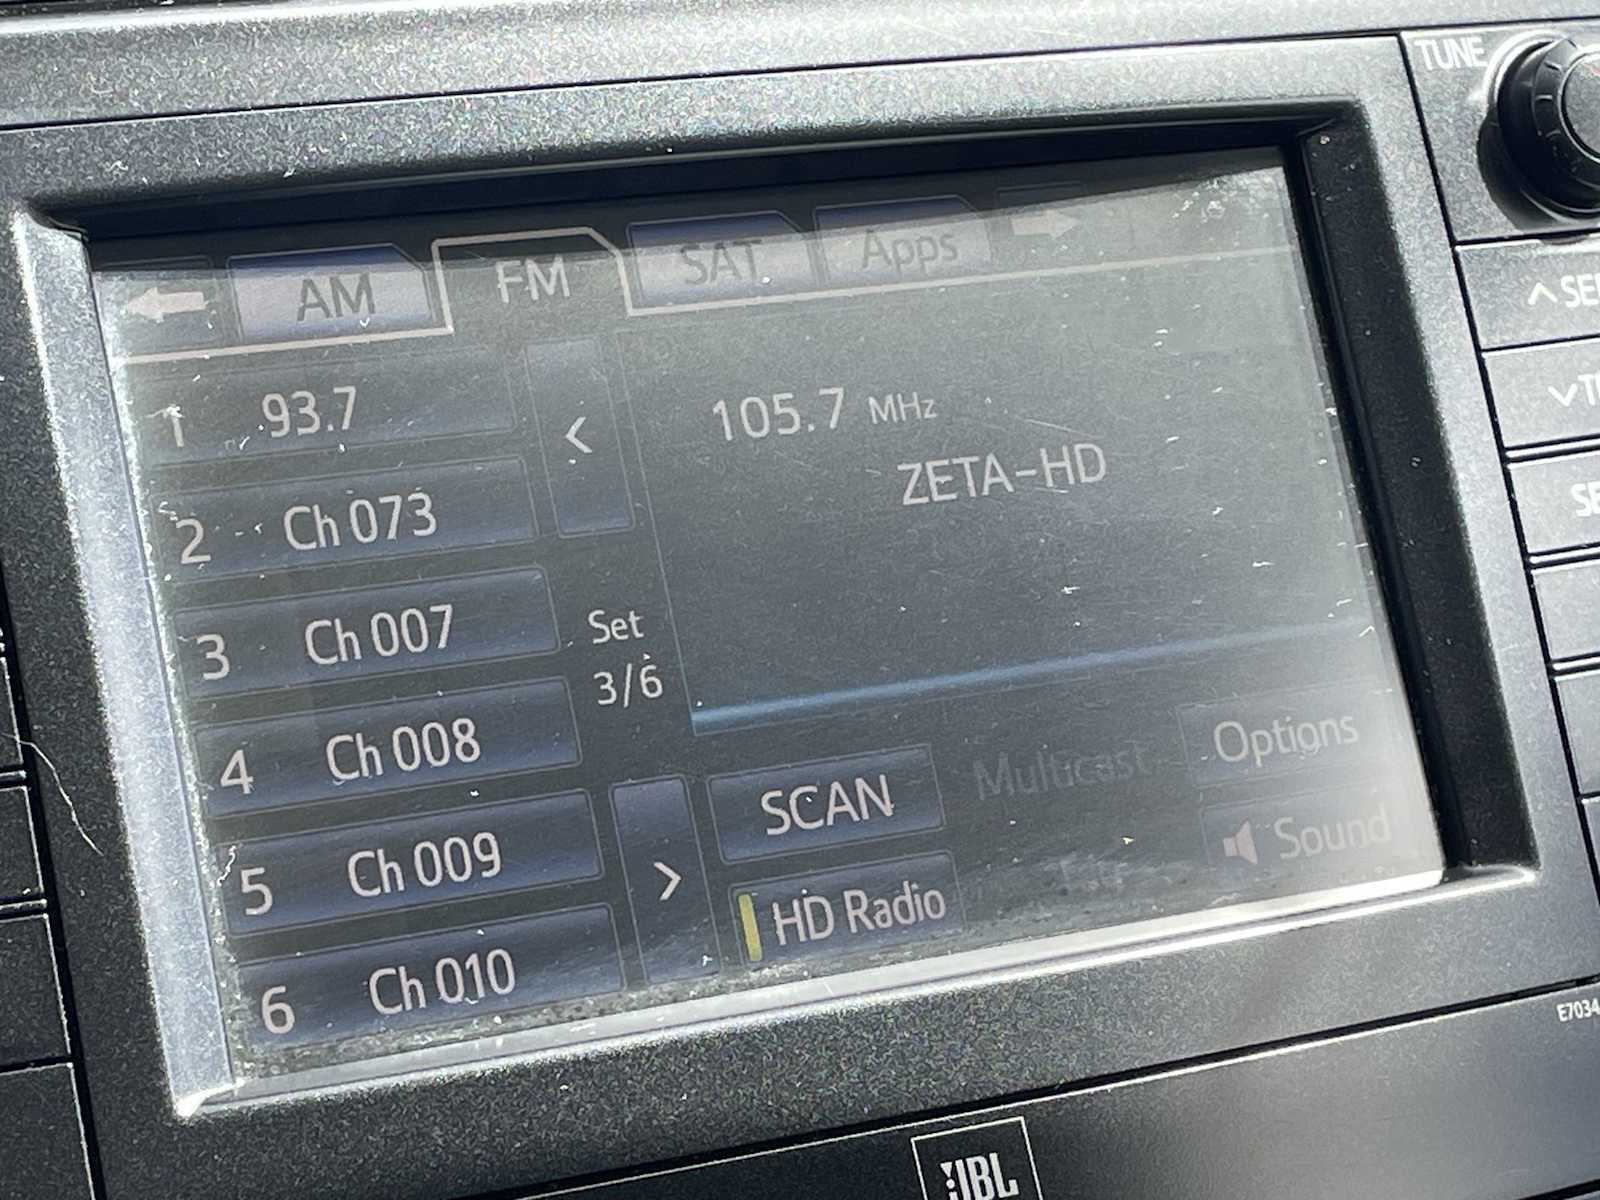 TUNE
AM
FM
SAT
Apps
1 93.7
<
105.7 MHz
ZETA-HD
2 Ch 073
3 Ch 007
Set
3/6
4 Ch 008
5 Ch 009
>
6 Ch 010
SCAN
Multicast
Options
HD Radio
Sound
E7034
JBL